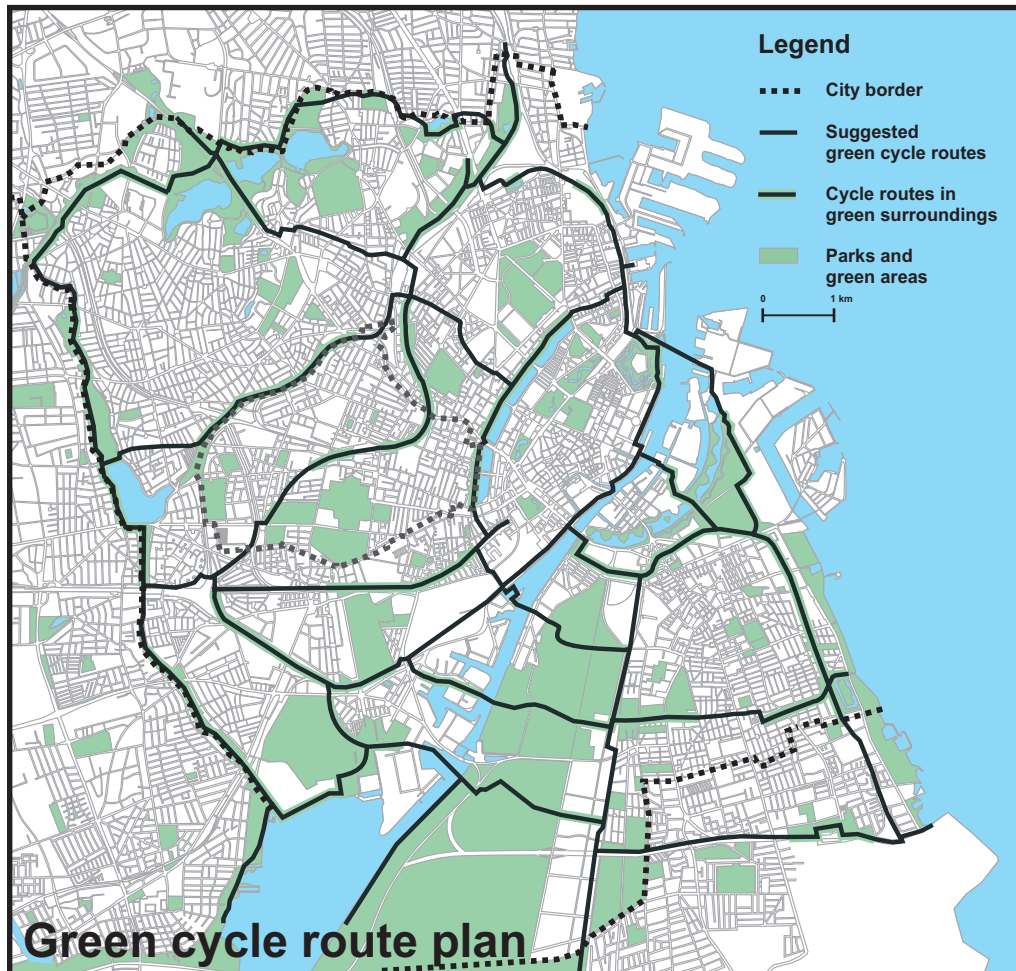 Legend
City border
Suggested
green cycle routes
Cycle routes in
green surroundings
Parks and
green areas
0 1 km
Green cycle route plan